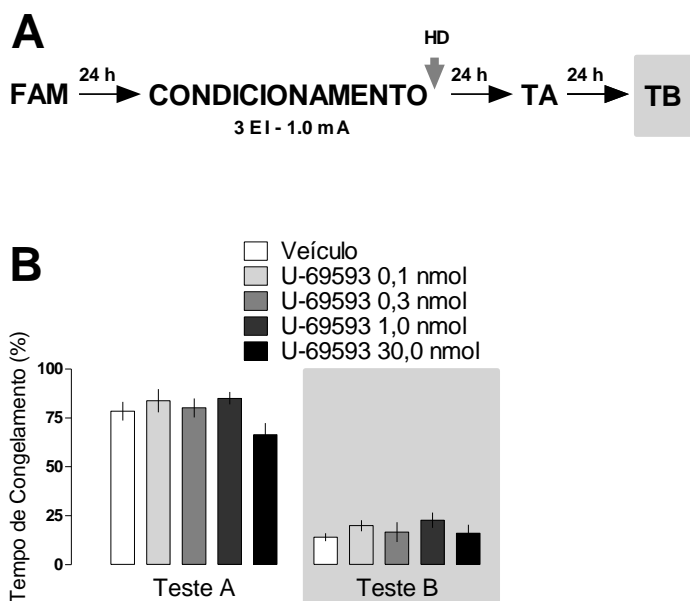 A
HD
FAM 24 h CONDICIONAMENTO 24 h TA 24 h TB
3 EI - 1.0 mA
B
Veículo
U-69593 0,1 nmol
U-69593 0,3 nmol
U-69593 1,0 nmol
U-69593 30,0 nmol
Tempo de Congelamento (%)
100
75
50
25
0
Teste A
Teste B